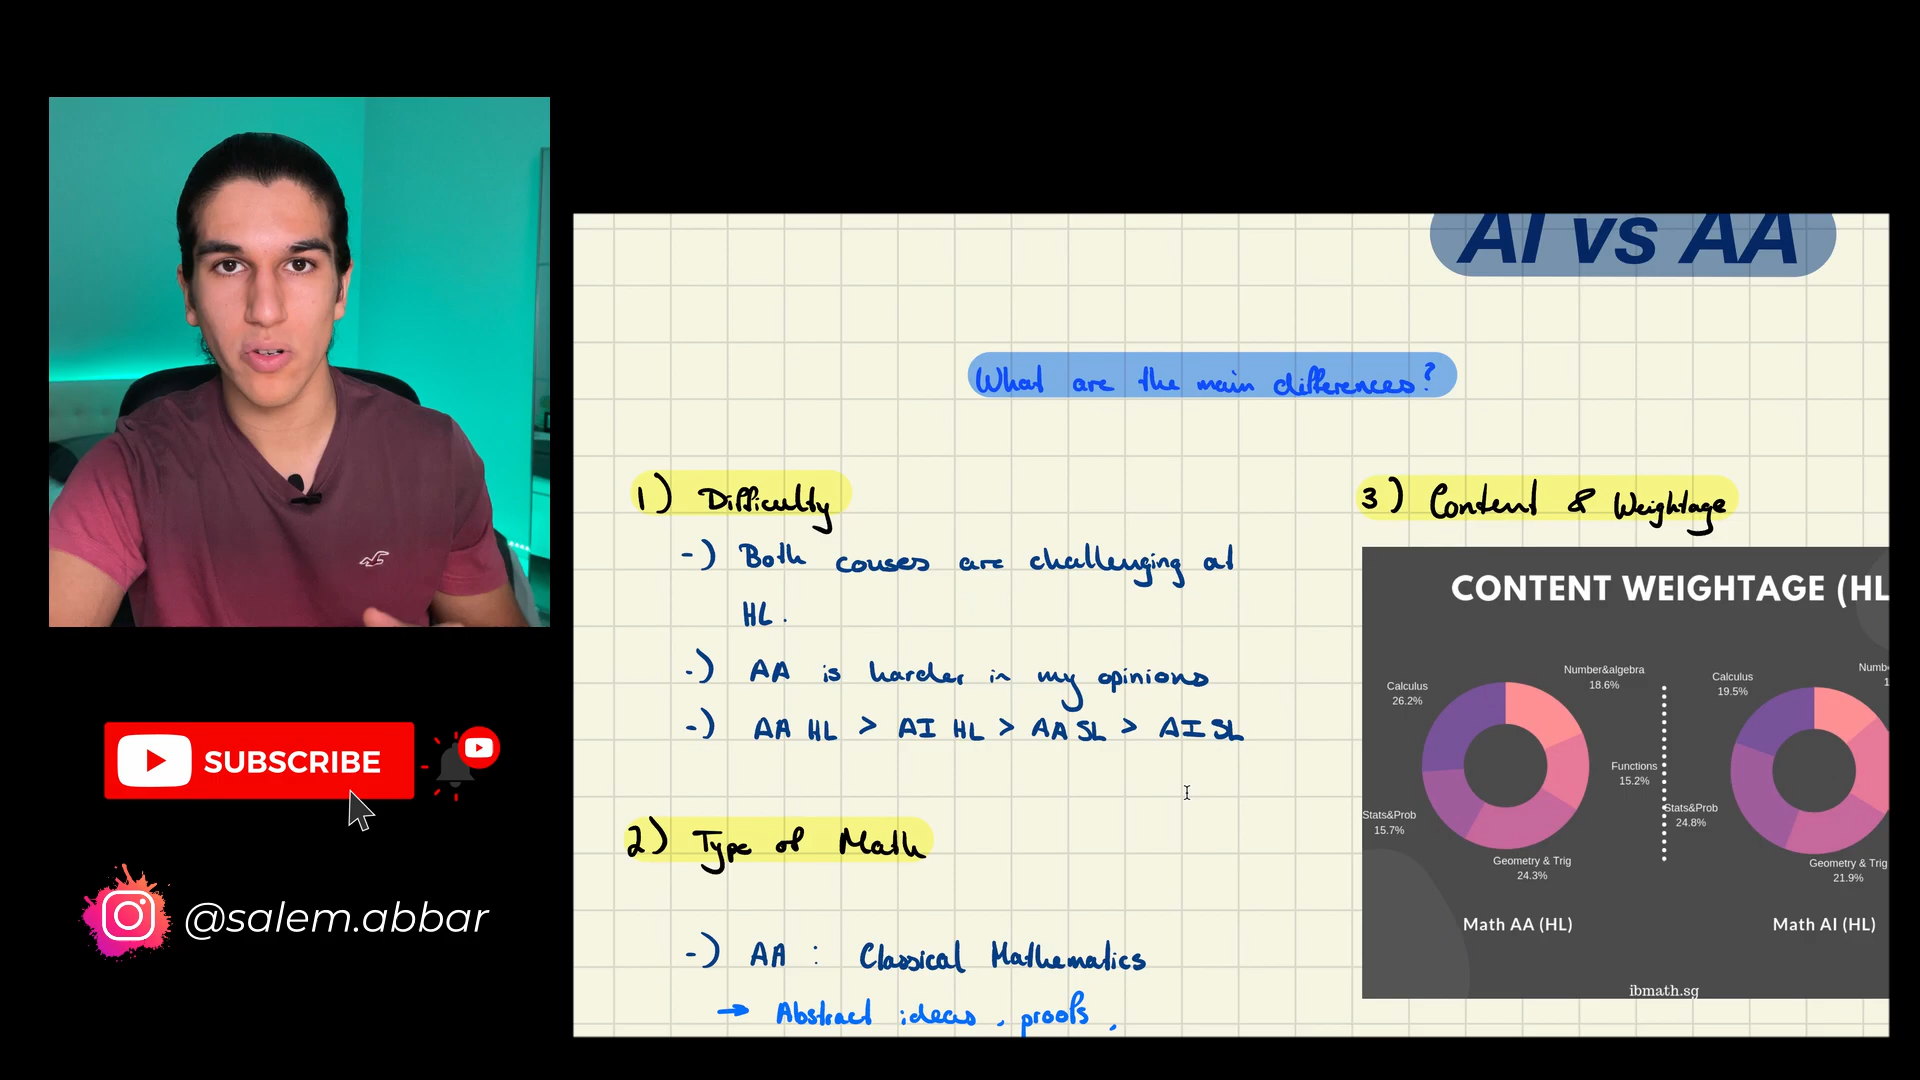 AI vs AA
What are the main differences?
1) Difficulty
-) Both couses are challenging at
HL.
-) AA is harder in my opinions
-) AA HL > AI HL > AA SL > AI SL
2) Type of Math
-) AA : Classical Mathematics
→ Abstract ideas, proofs,
3) Content & Weightage
CONTENT WEIGHTAGE (HL
Number&algebra
18.6%
Calculus
26.2%
Functions
15.2%
Stats&Prob
15.7%
Geometry & Trig
24.3%
Math AA (HL)
Calculus
19.5%
Stats&Prob
24.8%
Geometry & Trig
21.9%
Math AI (HL)
ibmath.sg
SUBSCRIBE
@salem.abbar